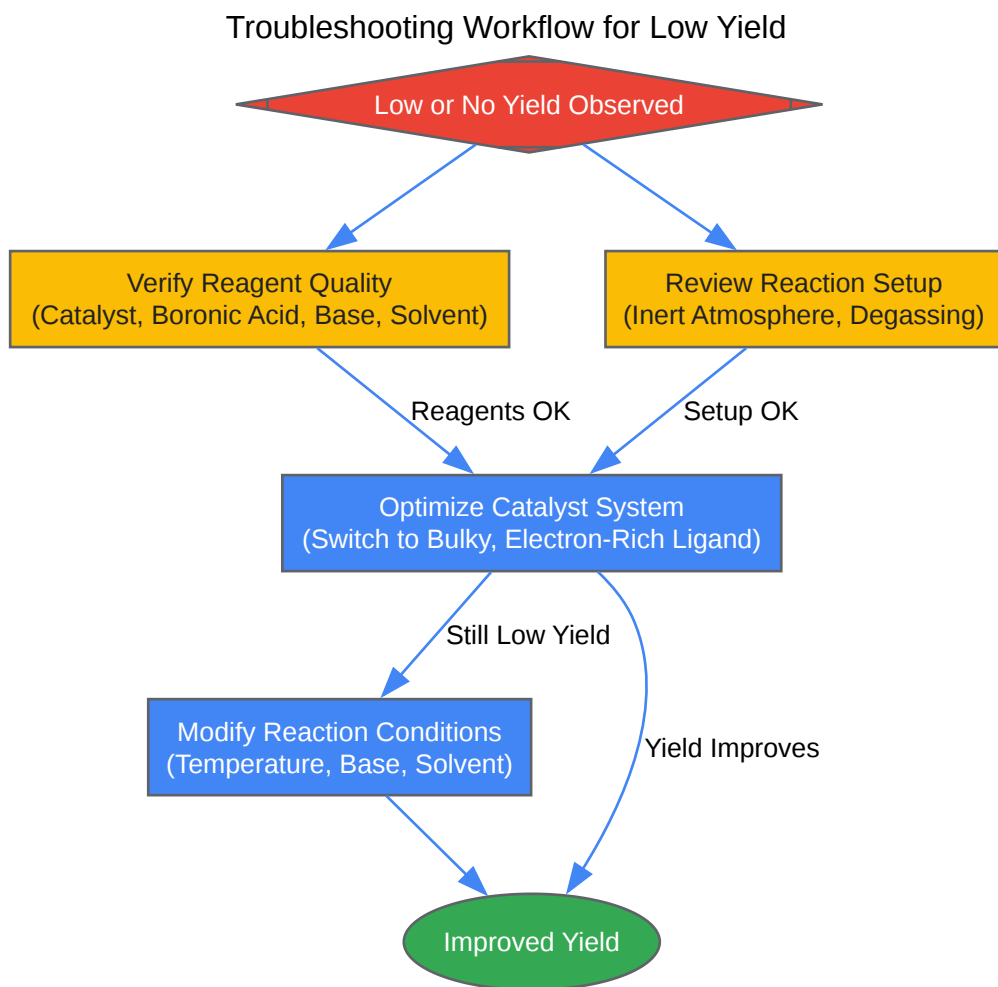 Troubleshooting Workflow for Low Yield
Low or No Yield Observed
Verify Reagent Quality
(Catalyst, Boronic Acid, Base, Solvent)
Review Reaction Setup
(Inert Atmosphere, Degassing)
Reagents OK
Setup OK
Optimize Catalyst System
(Switch to Bulky, Electron-Rich Ligand)
Still Low Yield
Modify Reaction Conditions
(Temperature, Base, Solvent)
Yield Improves
Improved Yield